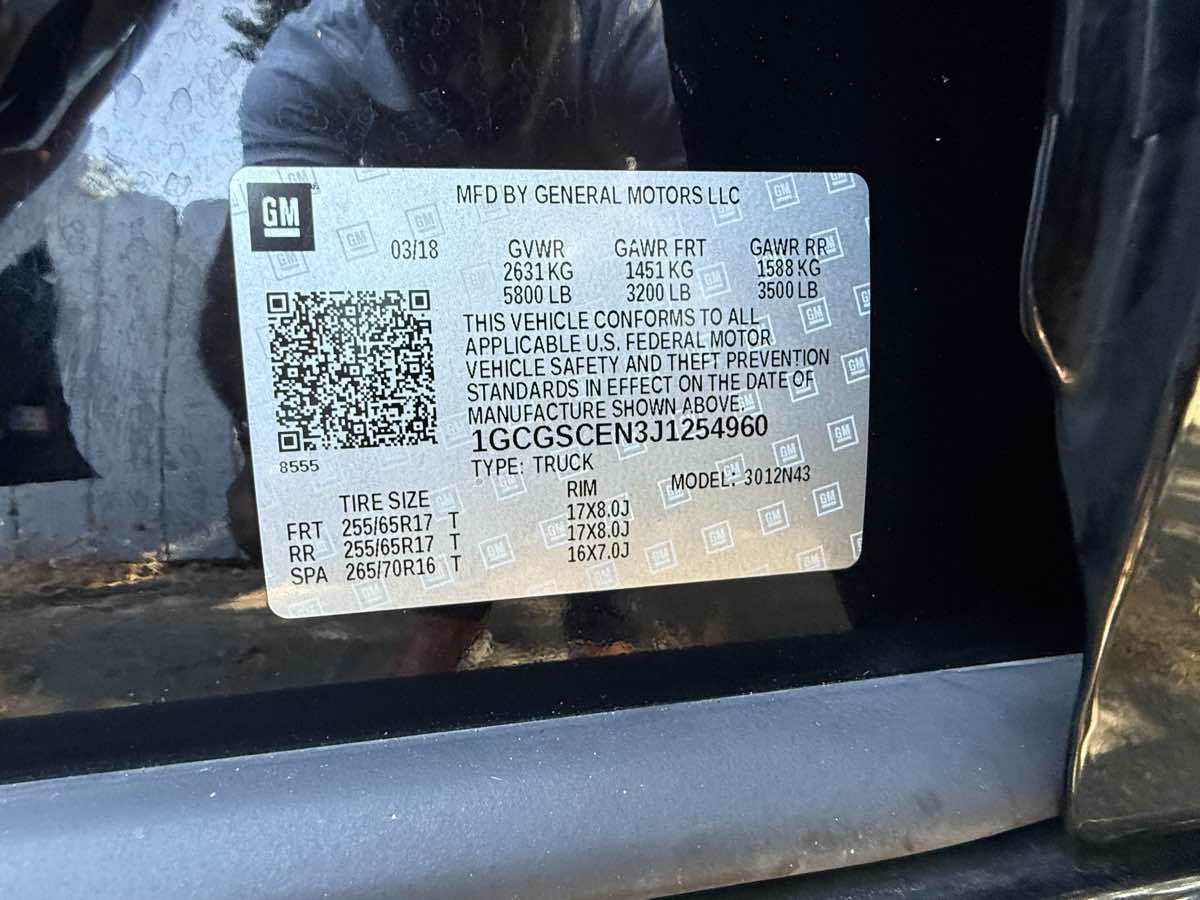 GM
MFD BY GENERAL MOTORS LLC
03/18 GVWR GAWR FRT GAWR RR
2631 KG 1451 KG 1588 KG
5800 LB 3200 LB 3500 LB
THIS VEHICLE CONFORMS TO ALL
APPLICABLE U.S. FEDERAL MOTOR
VEHICLE SAFETY AND THEFT PREVENTION
STANDARDS IN EFFECT ON THE DATE OF
MANUFACTURE SHOWN ABOVE.
1GCGSCEN3J1254960
8555
TYPE: TRUCK
MODEL: 3012N43
TIRE SIZE RIM
FRT 255/65R17 T 17X8.0J
RR 255/65R17 T 17X8.0J
SPA 265/70R16 T 16X7.0J